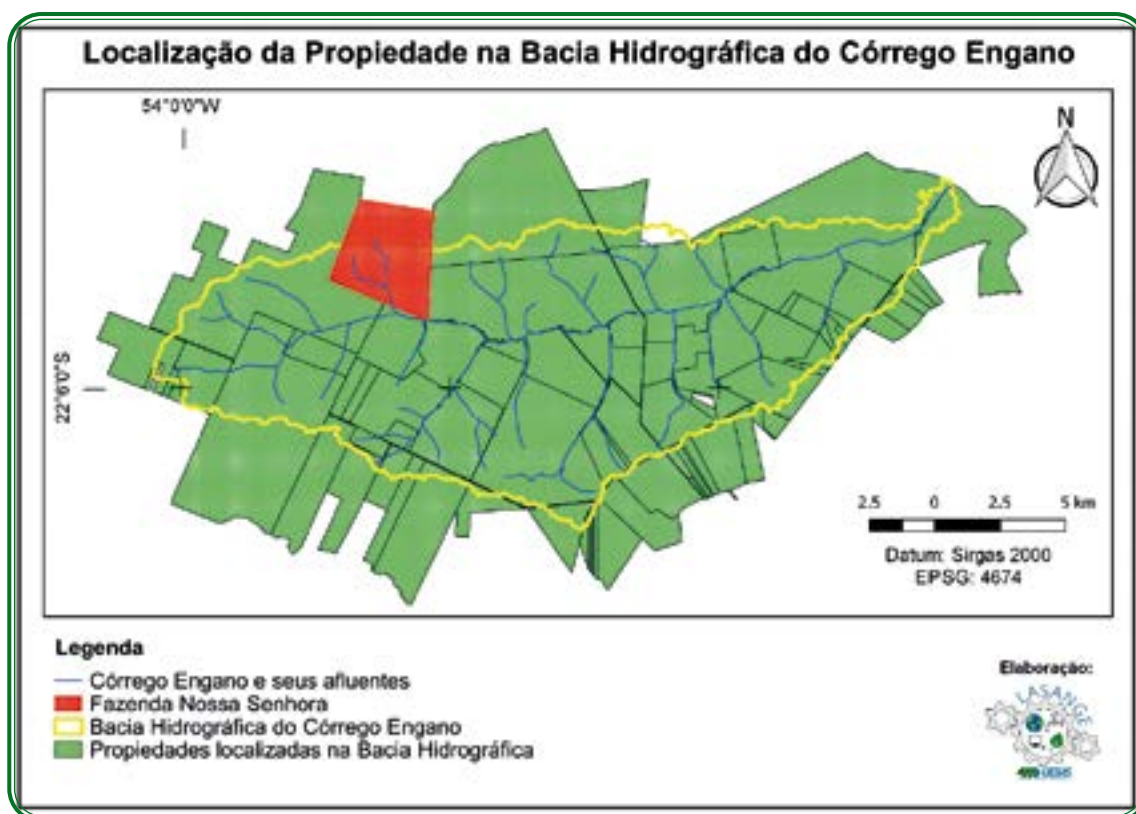 Localização da Propiedade na Bacia Hidrográfica do Córrego Engano
54°0'0"W
N
22°6'0"S
2.5 0 2.5 5 km
Datum: Sirgas 2000
EPSG: 4674
Legenda
Córrego Engano e seus afluentes
Fazenda Nossa Senhora
Bacia Hidrográfica do Córrego Engano
Propiedades localizadas na Bacia Hidrográfica
Elaboração:
LASANGE